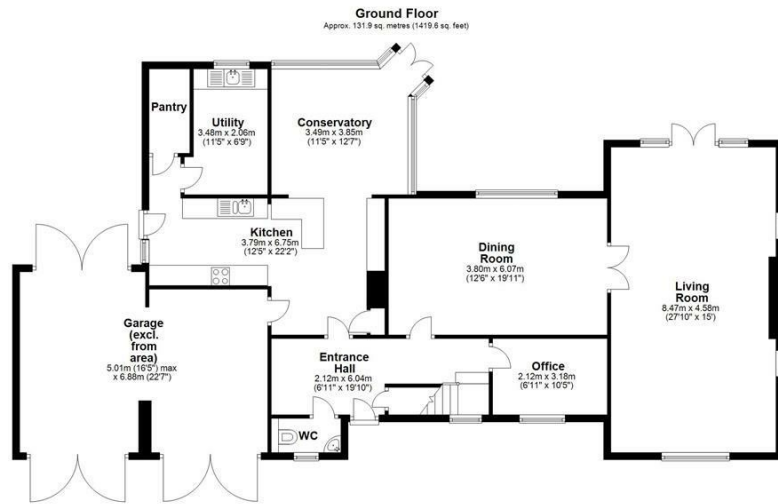 Ground Floor
Approx. 131.9 sq. metres (1419.6 sq. feet)
Pantry
Utility
3.48m x 2.06m
(11'5" x 6'9")
Conservatory
3.49m x 3.85m
(11'5" x 12'7")
Kitchen
3.79m x 6.75m
(12'5" x 22'2")
Dining
Room
3.80m x 6.07m
(12'6" x 19'11")
Living
Room
8.47m x 4.58m
(27'10" x 15')
Garage
(excl.
from
area)
5.01m (16'5") max
x 6.88m (22'7")
Entrance
Hall
2.12m x 6.04m
(6'11" x 19'10")
Office
2.12m x 3.18m
(6'11" x 10'5")
WC